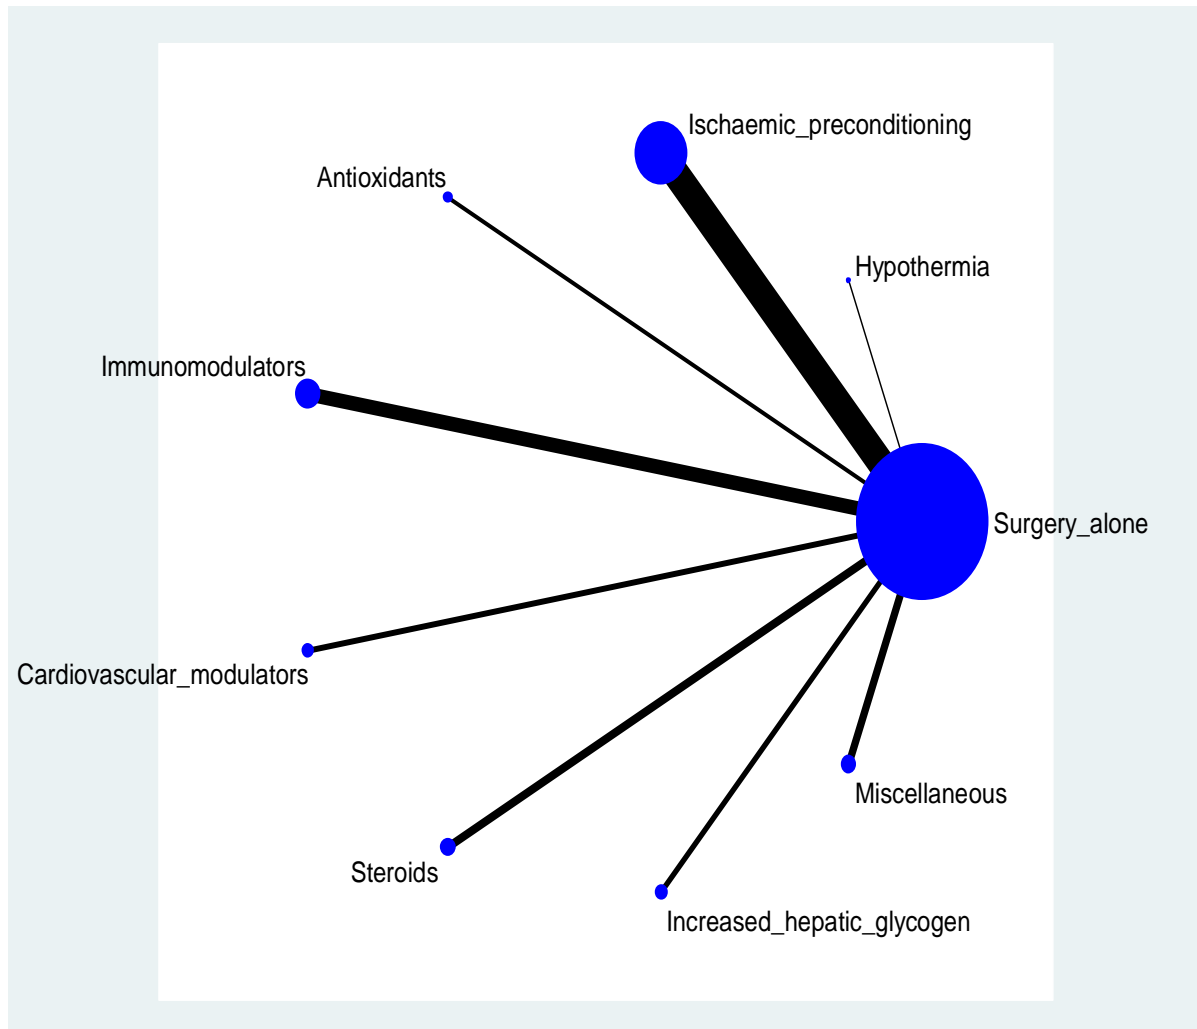 Ischaemic_preconditioning
Antioxidants
Hypothermia
Immunomodulators
Surgery_alone
Cardiovascular_modulators
Miscellaneous
Steroids
Increased_hepatic_glycogen